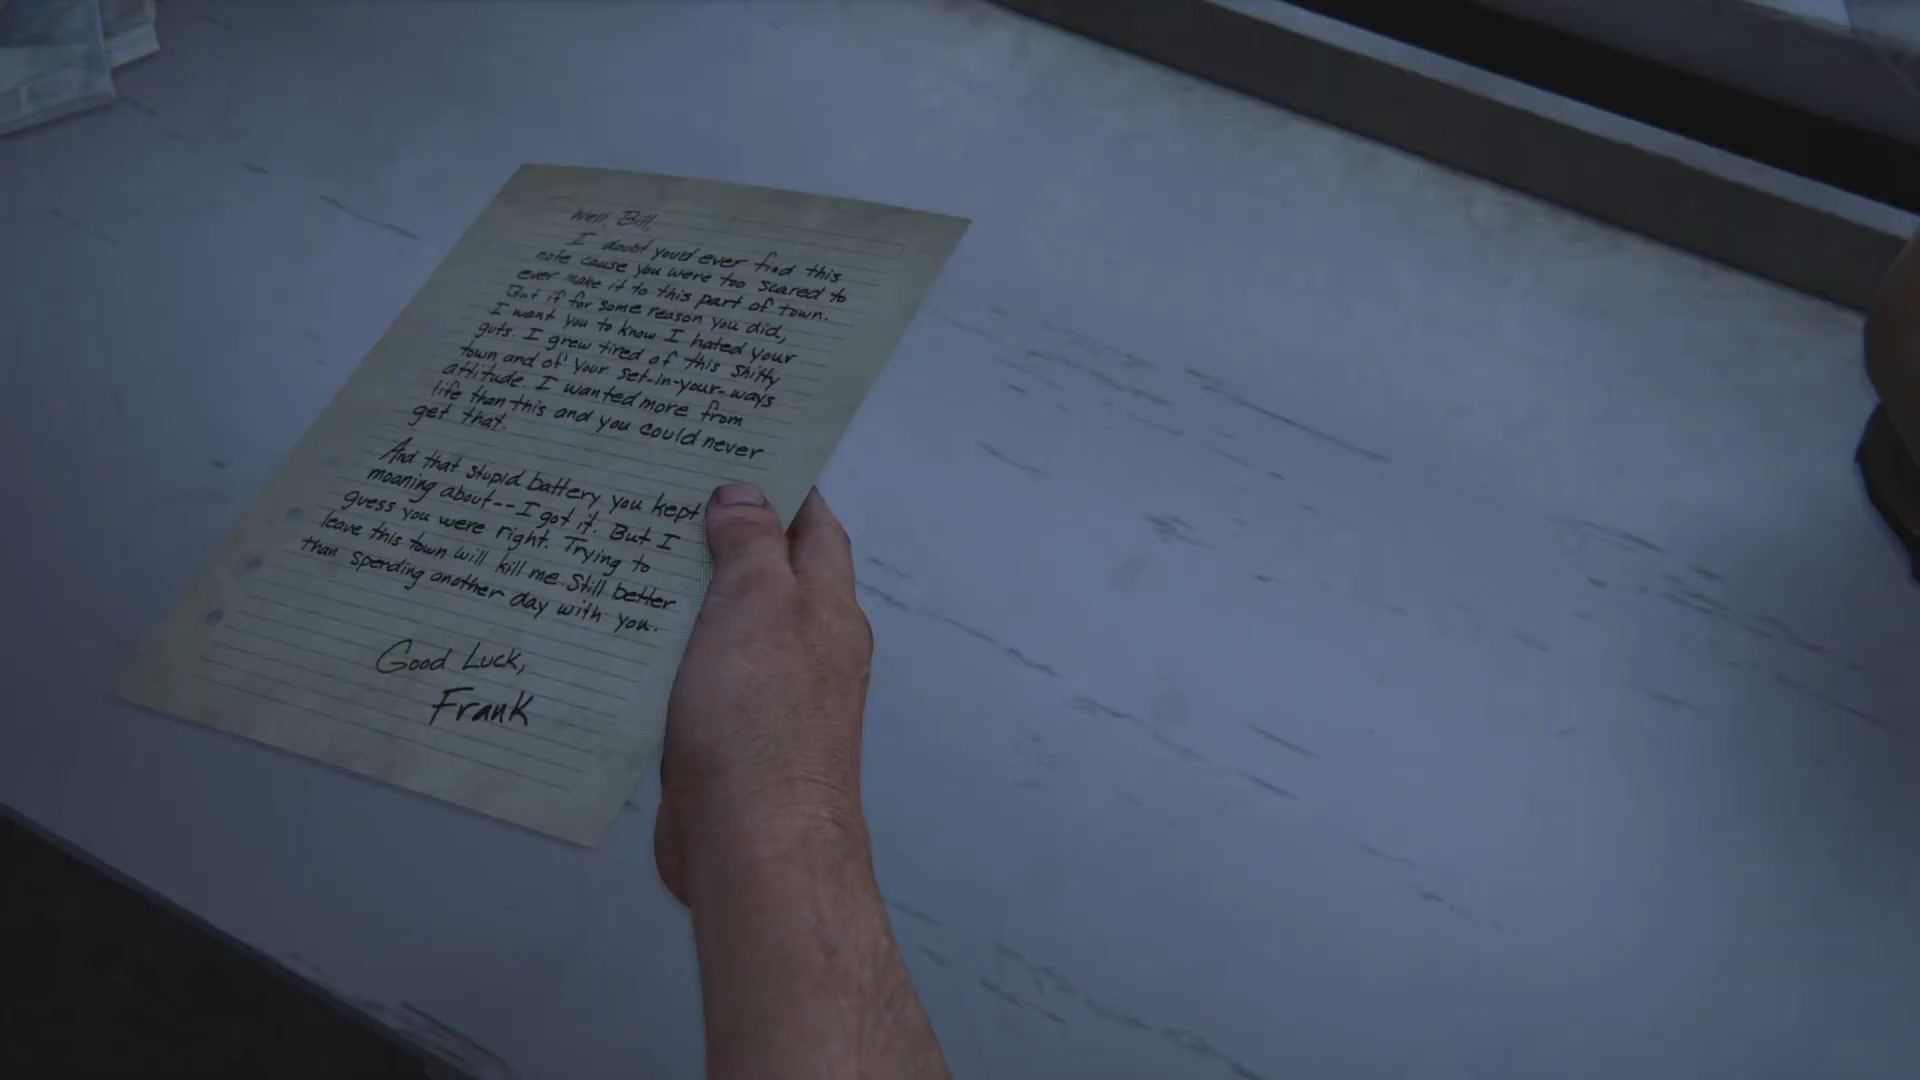 Well, Bill,
I doubt you'd ever find this
note cause you were too scared to
ever make it to this part of town.
But if for some reason you did,
I want you to know I hated your
guts. I grew tired of this shitty
town and of your set-in-your-ways
attitude. I wanted more from
life than this and you could never
get that.
And that stupid battery you kept
moaning about--I got it. But I
guess you were right. Trying to
leave this town will kill me. Still better
than spending another day with you.
Good Luck,
Frank